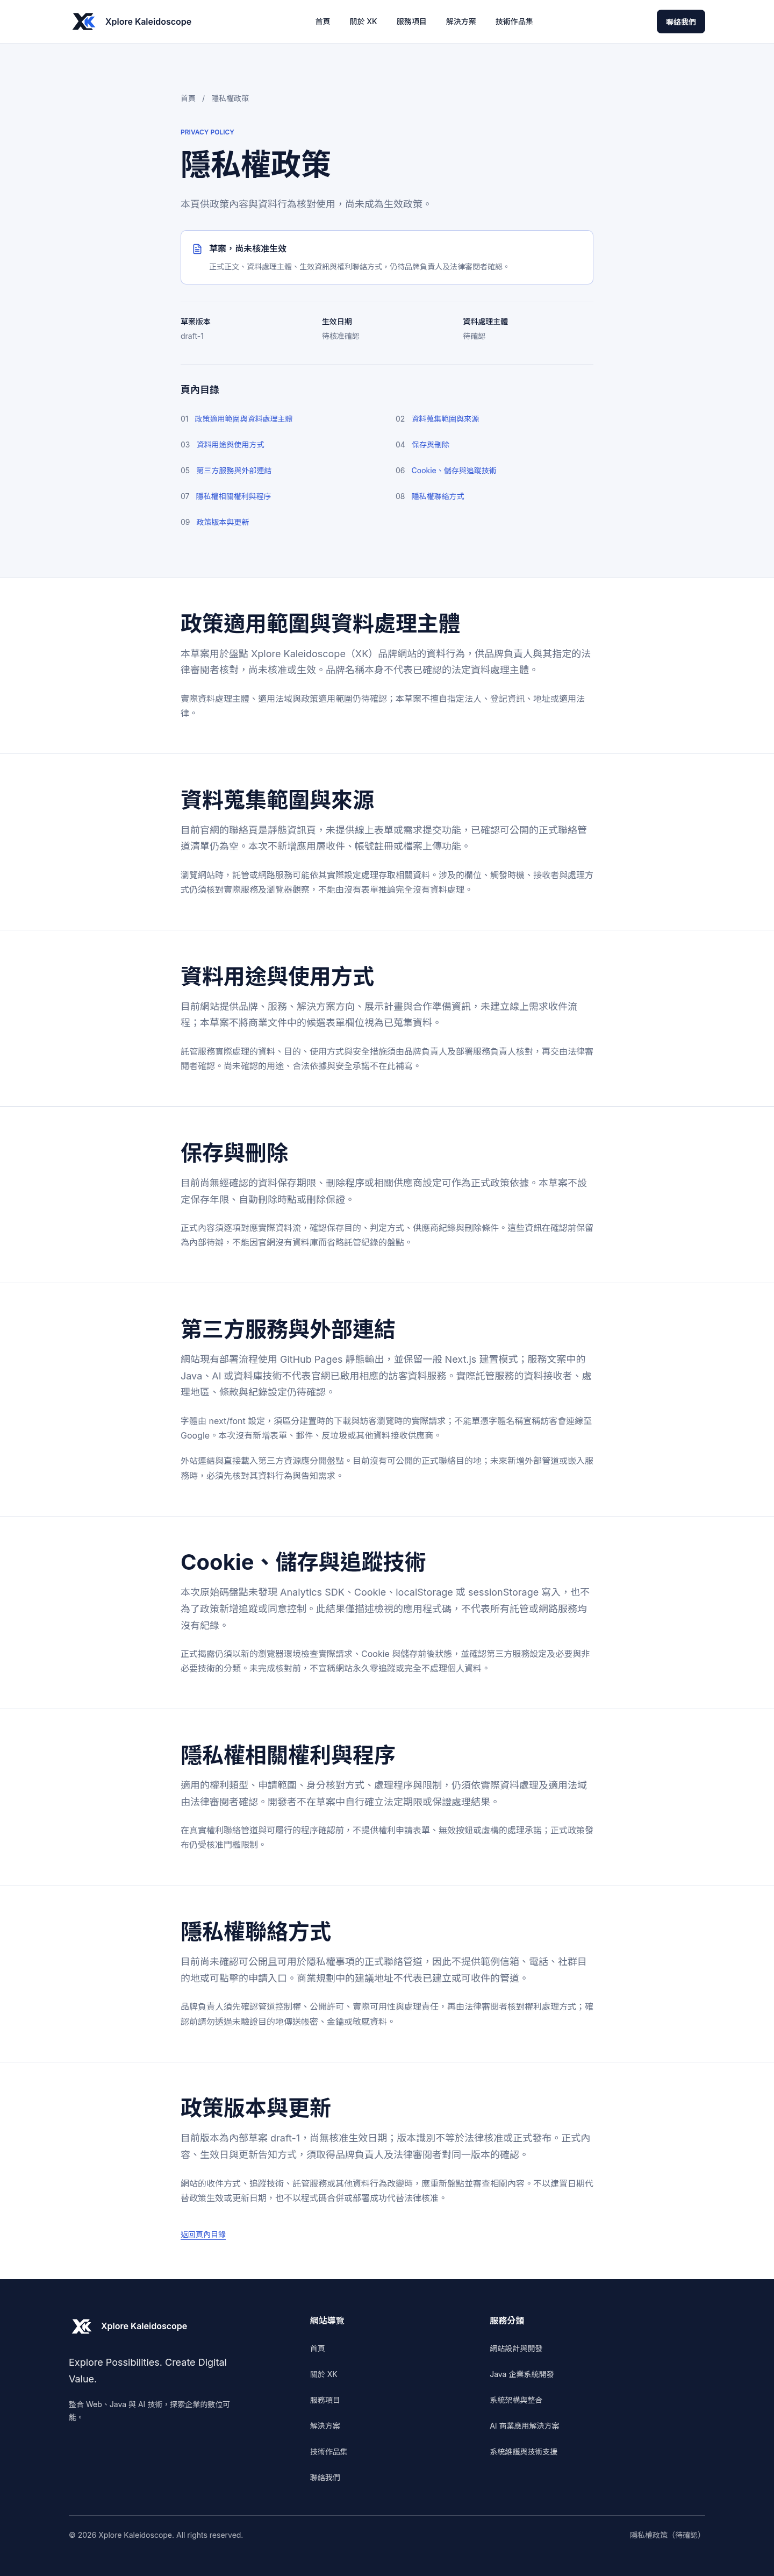 Xplore Kaleidoscope
首頁
關於 XK
服務項目
解決方案
技術作品集
聯絡我們
首頁 / 隱私權政策
PRIVACY POLICY
隱私權政策
本頁供政策內容與資料行為核對使用，尚未成為生效政策。
草案，尚未核准生效
正式正文、資料處理主體、生效資訊與權利聯絡方式，仍待品牌負責人及法律審閱者確認。
草案版本
draft-1
生效日期
待核准確認
資料處理主體
待確認
頁內目錄
01 政策適用範圍與資料處理主體
02 資料蒐集範圍與來源
03 資料用途與使用方式
04 保存與刪除
05 第三方服務與外部連結
06 Cookie、儲存與追蹤技術
07 隱私權相關權利與程序
08 隱私權聯絡方式
09 政策版本與更新
政策適用範圍與資料處理主體
本草案用於盤點 Xplore Kaleidoscope（XK）品牌網站的資料行為，供品牌負責人與其指定的法
律審閱者核對，尚未核准或生效。品牌名稱本身不代表已確認的法定資料處理主體。
實際資料處理主體、適用法域與政策適用範圍仍待確認；本草案不擅自指定法人、登記資訊、地址或適用法
律。
資料蒐集範圍與來源
目前官網的聯絡頁是靜態資訊頁，未提供線上表單或需求提交功能，已確認可公開的正式聯絡管
道清單仍為空。本次不新增應用層收件、帳號註冊或檔案上傳功能。
瀏覽網站時，託管或網路服務可能依其實際設定處理存取相關資料。涉及的欄位、觸發時機、接收者與處理方
式仍須核對實際服務及瀏覽器觀察，不能由沒有表單推論完全沒有資料處理。
資料用途與使用方式
目前網站提供品牌、服務、解決方案方向、展示計畫與合作準備資訊，未建立線上需求收件流
程；本草案不將商業文件中的候選表單欄位視為已蒐集資料。
託管服務實際處理的資料、目的、使用方式與安全措施須由品牌負責人及部署服務負責人核對，再交由法律審
閱者確認。尚未確認的用途、合法依據與安全承諾不在此補寫。
保存與刪除
目前尚無經確認的資料保存期限、刪除程序或相關供應商設定可作為正式政策依據。本草案不設
定保存年限、自動刪除時點或刪除保證。
正式內容須逐項對應實際資料流，確認保存目的、判定方式、供應商紀錄與刪除條件。這些資訊在確認前保留
為內部待辦，不能因官網沒有資料庫而省略託管紀錄的盤點。
第三方服務與外部連結
網站現有部署流程使用 GitHub Pages 靜態輸出，並保留一般 Next.js 建置模式；服務文案中的
Java、AI 或資料庫技術不代表官網已啟用相應的訪客資料服務。實際託管服務的資料接收者、處
理地區、條款與紀錄設定仍待確認。
字體由 next/font 設定，須區分建置時的下載與訪客瀏覽時的實際請求；不能單憑字體名稱宣稱訪客會連線至
Google。本次沒有新增表單、郵件、反垃圾或其他資料接收供應商。
外站連結與直接載入第三方資源應分開盤點。目前沒有可公開的正式聯絡目的地；未來新增外部管道或嵌入服
務時，必須先核對其資料行為與告知需求。
Cookie、儲存與追蹤技術
本次原始碼盤點未發現 Analytics SDK、Cookie、localStorage 或 sessionStorage 寫入，也不
為了政策新增追蹤或同意控制。此結果僅描述檢視的應用程式碼，不代表所有託管或網路服務均
沒有紀錄。
正式揭露仍須以新的瀏覽器環境檢查實際請求、Cookie 與儲存前後狀態，並確認第三方服務設定及必要與非
必要技術的分類。未完成核對前，不宣稱網站永久零追蹤或完全不處理個人資料。
隱私權相關權利與程序
適用的權利類型、申請範圍、身分核對方式、處理程序與限制，仍須依實際資料處理及適用法域
由法律審閱者確認。開發者不在草案中自行確立法定期限或保證處理結果。
在真實權利聯絡管道與可履行的程序確認前，不提供權利申請表單、無效按鈕或虛構的處理承諾；正式政策發
布仍受核准門檻限制。
隱私權聯絡方式
目前尚未確認可公開且可用於隱私權事項的正式聯絡管道，因此不提供範例信箱、電話、社群目
的地或可點擊的申請入口。商業規劃中的建議地址不代表已建立或可收件的管道。
品牌負責人須先確認管道控制權、公開許可、實際可用性與處理責任，再由法律審閱者核對權利處理方式；確
認前請勿透過未驗證目的地傳送帳密、金鑰或敏感資料。
政策版本與更新
目前版本為內部草案 draft-1，尚無核准生效日期；版本識別不等於法律核准或正式發布。正式內
容、生效日與更新告知方式，須取得品牌負責人及法律審閱者對同一版本的確認。
網站的收件方式、追蹤技術、託管服務或其他資料行為改變時，應重新盤點並審查相關內容。不以建置日期代
替政策生效或更新日期，也不以程式碼合併或部署成功代替法律核准。
返回頁內目錄
Xplore Kaleidoscope
Explore Possibilities. Create Digital
Value.
整合 Web、Java 與 AI 技術，探索企業的數位可
能。
網站導覽
首頁
關於 XK
服務項目
解決方案
技術作品集
聯絡我們
服務分類
網站設計與開發
Java 企業系統開發
系統架構與整合
AI 商業應用解決方案
系統維護與技術支援
© 2026 Xplore Kaleidoscope. All rights reserved.
隱私權政策（待確認）